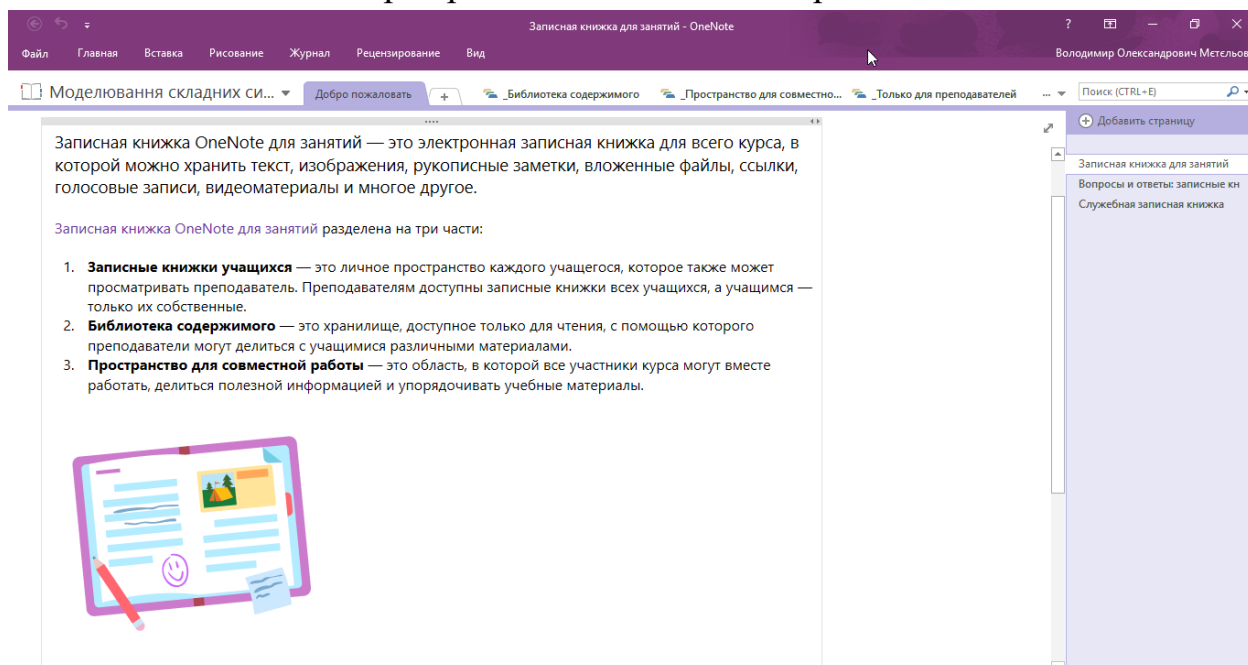 Записная книжка для занятий - OneNote
?
Файл Главная Вставка Рисование Журнал Рецензирование Вид
Володимир Олександрович Мєтєльов
Моделювання складних си...
Добро пожаловать
+
_Библиотека содержимого
_Пространство для совместно...
_Только для преподавателей
...
Поиск (CTRL+E)
Добавить страницу
Записная книжка OneNote для занятий — это электронная записная книжка для всего курса, в
которой можно хранить текст, изображения, рукописные заметки, вложенные файлы, ссылки,
голосовые записи, видеоматериалы и многое другое.
Записная книжка OneNote для занятий разделена на три части:
1. Записные книжки учащихся — это личное пространство каждого учащегося, которое также может
просматривать преподаватель. Преподавателям доступны записные книжки всех учащихся, а учащимся —
только их собственные.
2. Библиотека содержимого — это хранилище, доступное только для чтения, с помощью которого
преподаватели могут делиться с учащимися различными материалами.
3. Пространство для совместной работы — это область, в которой все участники курса могут вместе
работать, делиться полезной информацией и упорядочивать учебные материалы.
Записная книжка для занятий
Вопросы и ответы: записные кн
Служебная записная книжка